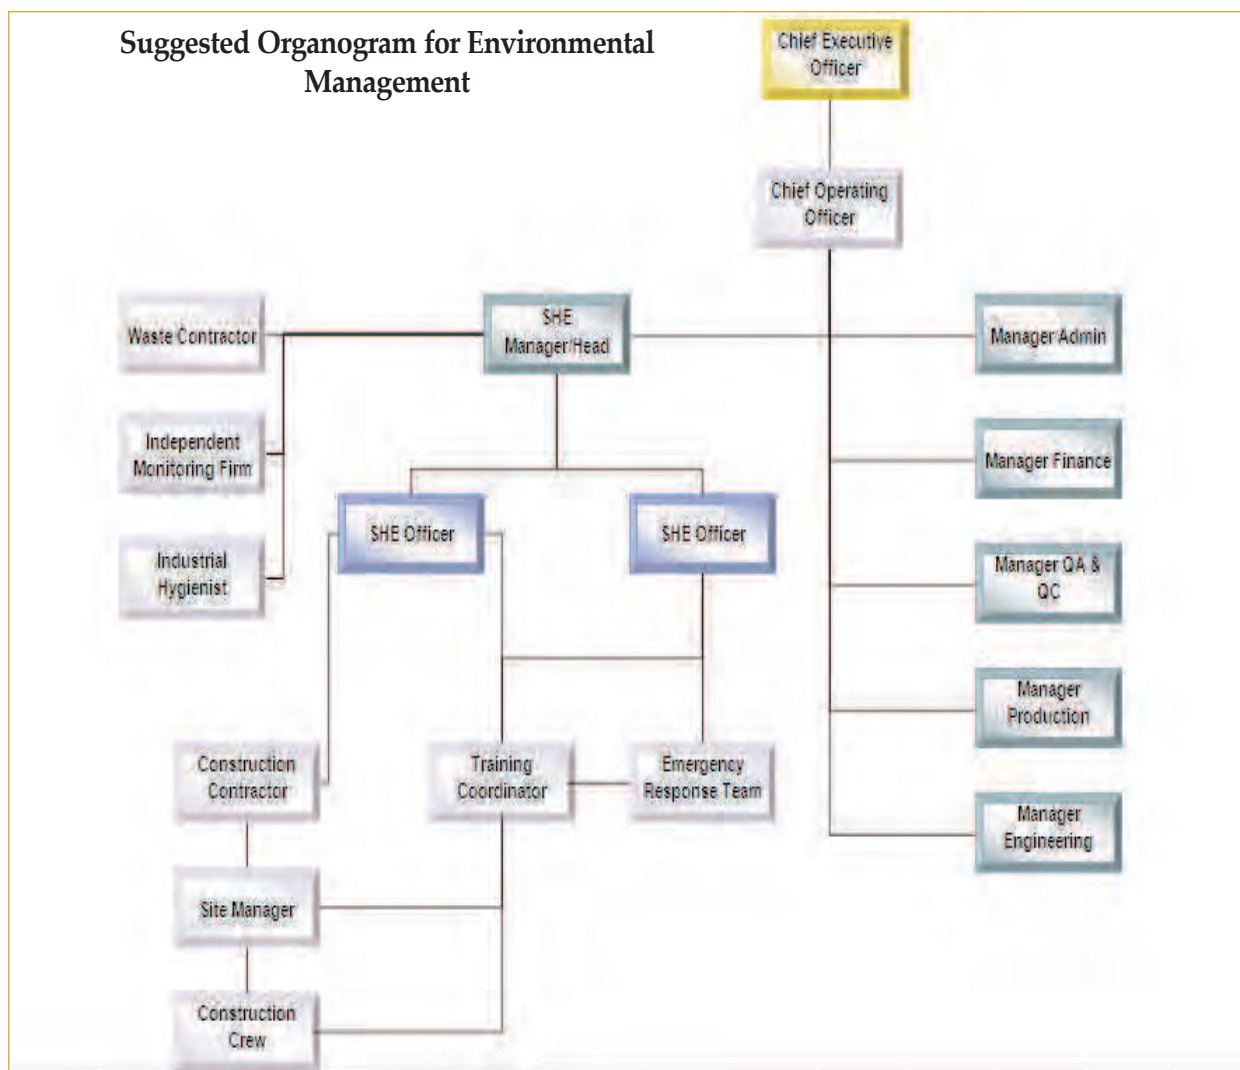 Suggested Organogram for Environmental
Management
Chief Executive
Officer
Chief Operating
Officer
Waste Contractor
SHE
Manager/Head
Manager Admin
Independent
Monitoring Firm
Manager Finance
SHE Officer
SHE Officer
Industrial
Hygienist
Manager QA &
QC
Manager
Production
Construction
Contractor
Training
Coordinator
Emergency
Response Team
Manager
Engineering
Site Manager
Construction
Crew